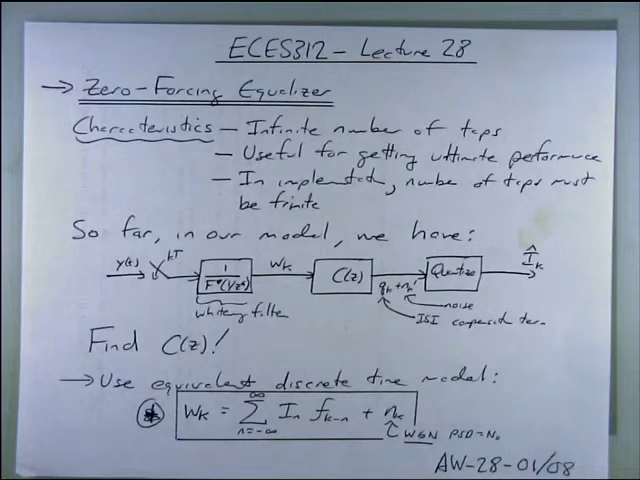 ECES312 – Lecture 28
→ Zero-Forcing Equalizer
Characteristics – Infinite number of taps
– Useful for getting ultimate performance
– In implementation, number of taps must
be finite
So far, in our model, we have:
y(t) kT 1/F*(1/z*) Wk C(z) qk + nk' Quantize Îk
whitening filter
noise
ISI component term
Find C(z)!
→ Use equivalent discrete time model:
* Wk = ∑ n=-∞ ∞ In fk-n + nk
WGN PSD=No
AW-28-01/08